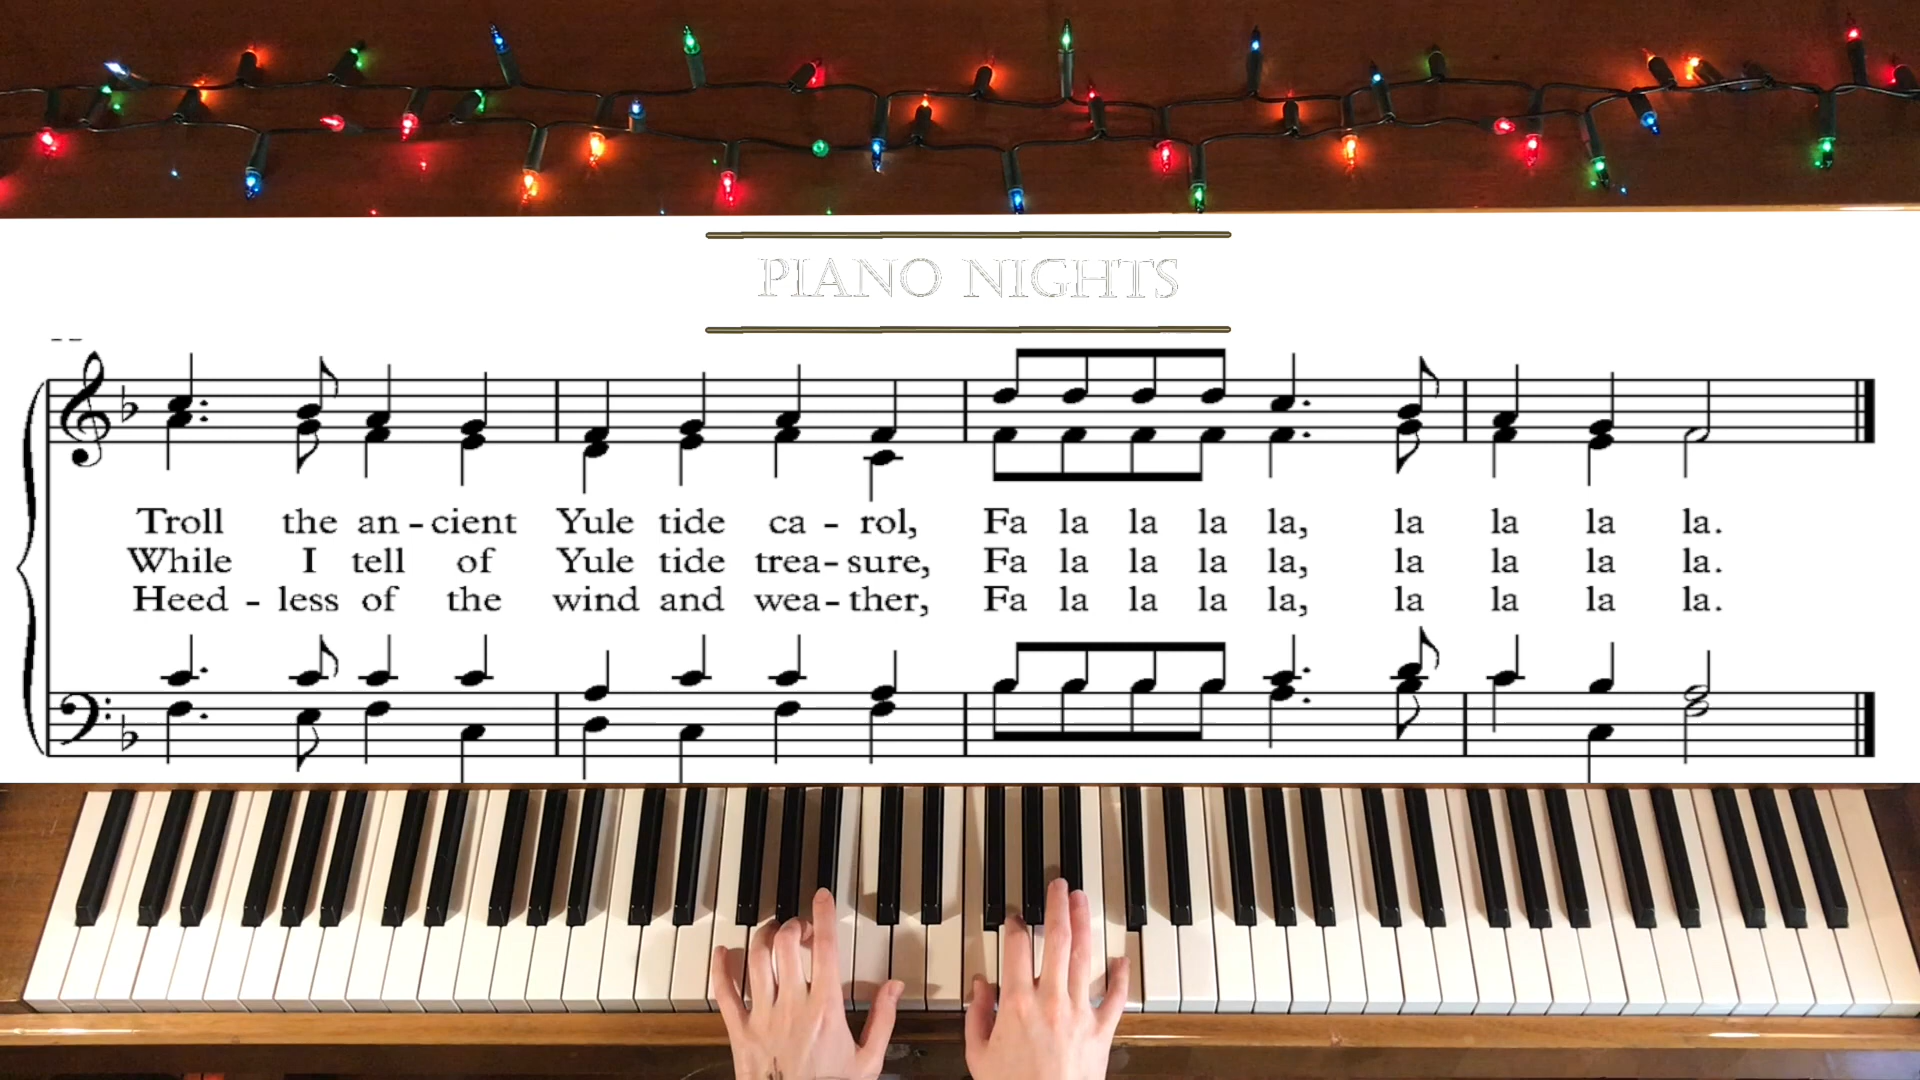 PIANO NIGHTS
Troll the an - cient Yule tide ca - rol, Fa la la la la, la la la la.
While I tell of Yule tide trea - sure, Fa la la la la, la la la la.
Heed - less of the wind and wea - ther, Fa la la la la, la la la la.